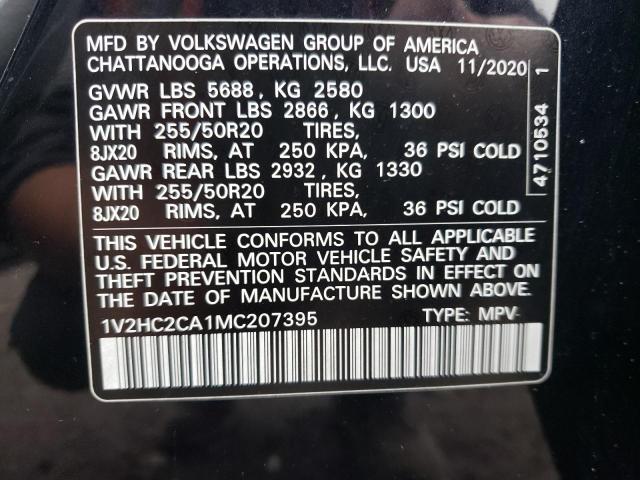 MFD BY VOLKSWAGEN GROUP OF AMERICA
CHATTANOOGA OPERATIONS, LLC. USA 11/2020
GVWR LBS 5688, KG 2580
GAWR FRONT LBS 2866, KG 1300
WITH 255/50R20 TIRES,
8JX20 RIMS, AT 250 KPA, 36 PSI COLD
GAWR REAR LBS 2932, KG 1330
WITH 255/50R20 TIRES,
8JX20 RIMS, AT 250 KPA, 36 PSI COLD
THIS VEHICLE CONFORMS TO ALL APPLICABLE
U.S. FEDERAL MOTOR VEHICLE SAFETY AND
THEFT PREVENTION STANDARDS IN EFFECT ON
THE DATE OF MANUFACTURE SHOWN ABOVE.
1V2HC2CA1MC207395 TYPE: MPV
4710534 1